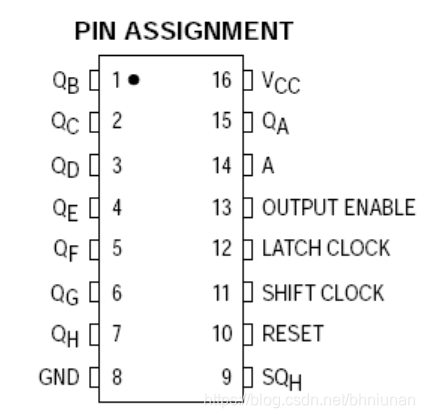 PIN ASSIGNMENT
QB 1 16 VCC
QC 2 15 QA
QD 3 14 A
QE 4 13 OUTPUT ENABLE
QF 5 12 LATCH CLOCK
QG 6 11 SHIFT CLOCK
QH 7 10 RESET
GND 8 9 SQH
https://blog.csdn.net/bhniunan